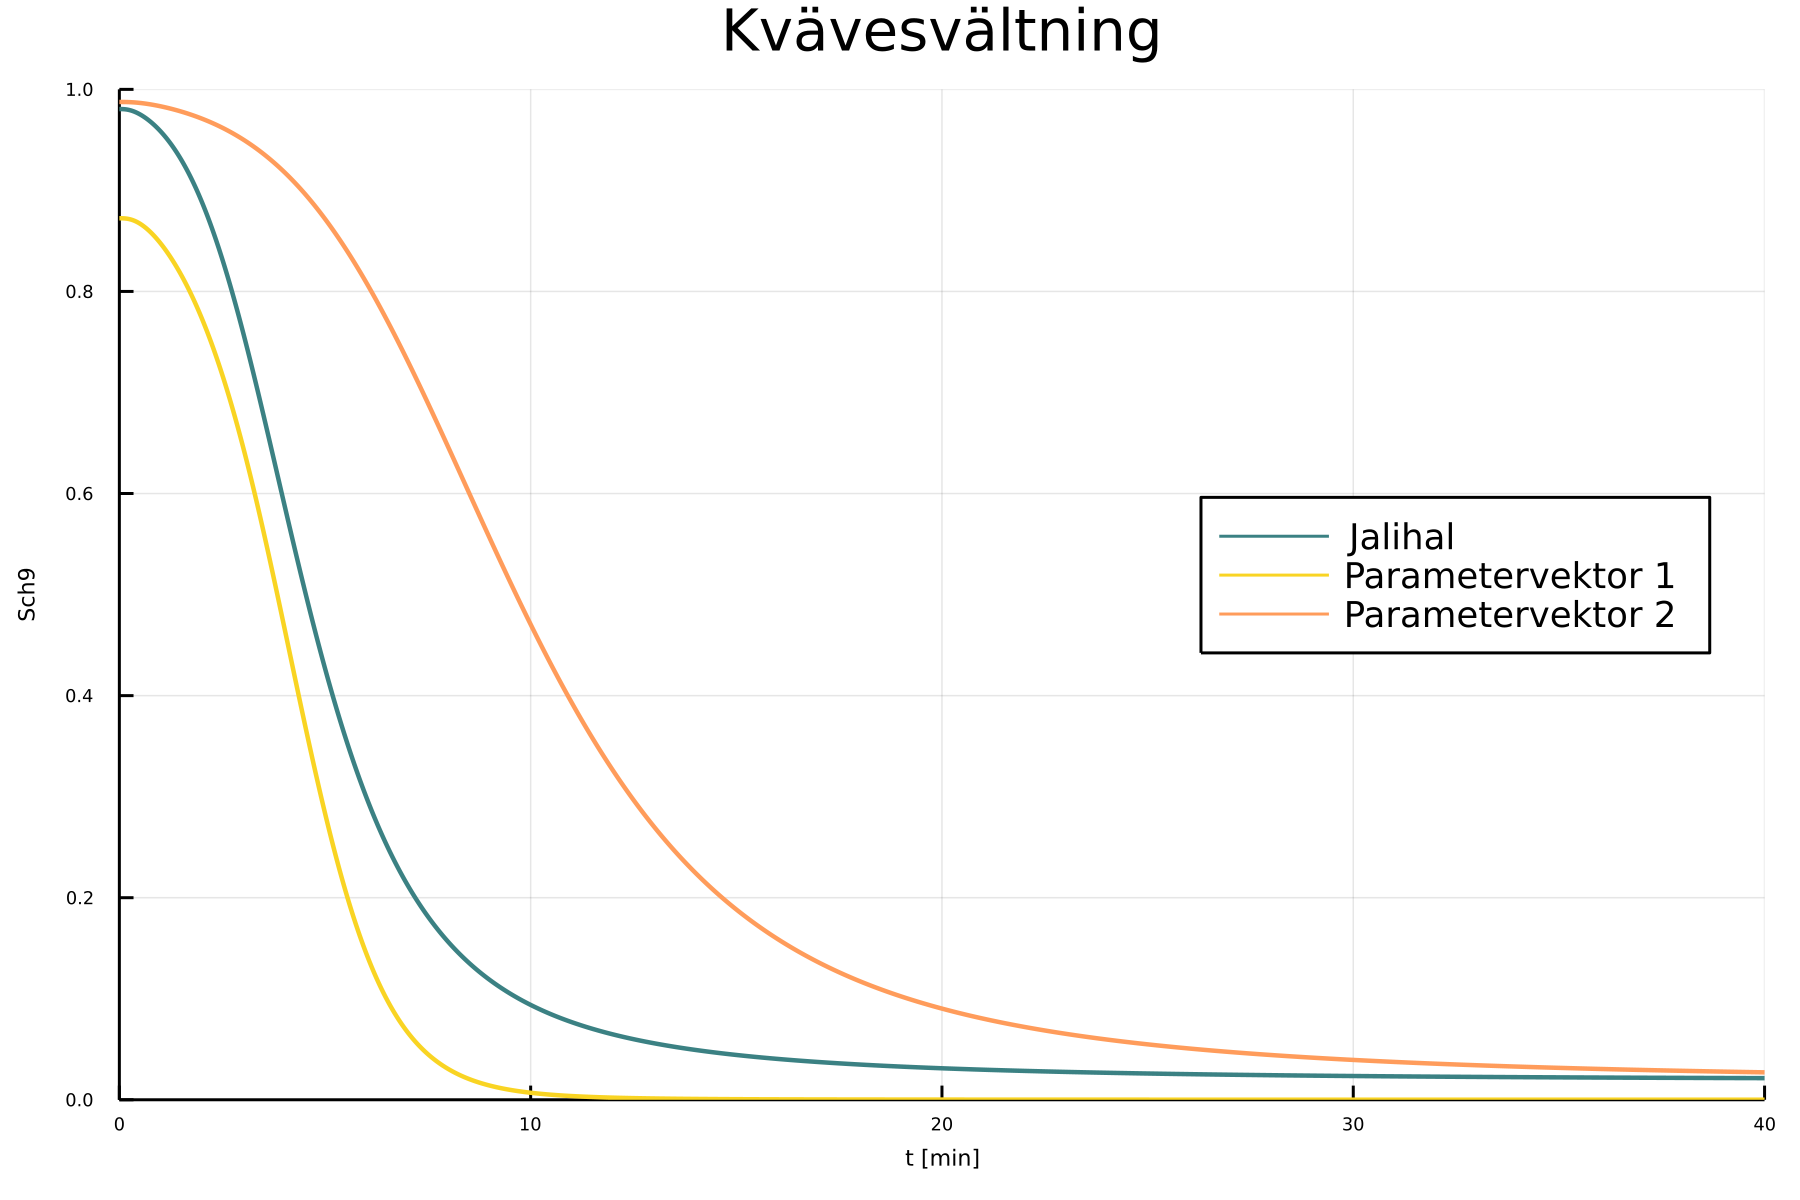 Kvävesvältning
1.0
0.8
0.6
0.4
0.2
0.0
Sch9
Jalihal
Parametervektor 1
Parametervektor 2
0 10 20 30 40
t [min]